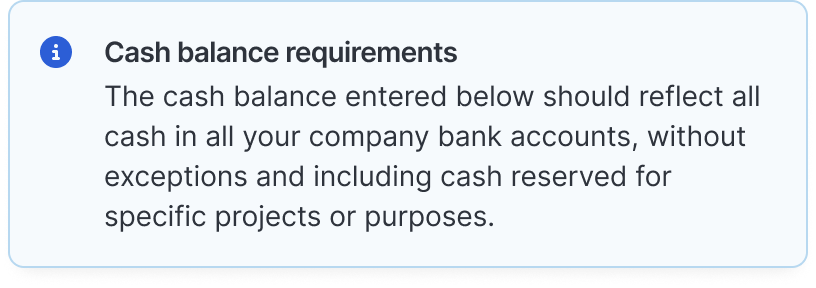 Cash balance requirements
The cash balance entered below should reflect all
cash in all your company bank accounts, without
exceptions and including cash reserved for
specific projects or purposes.